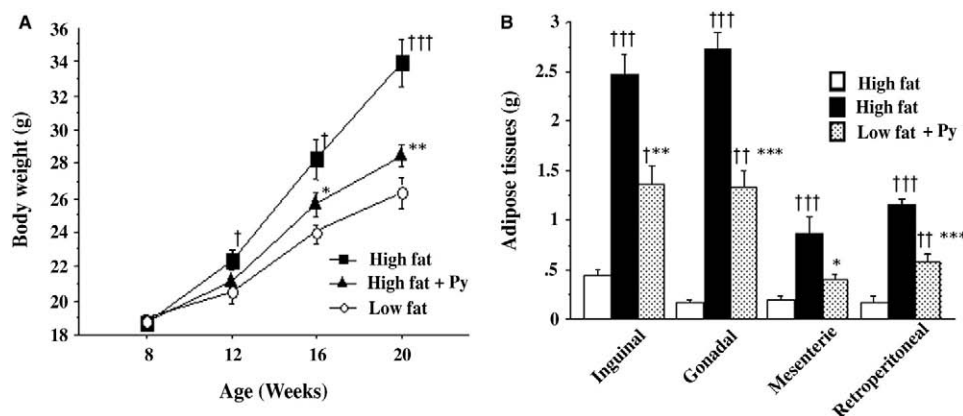 A
36
34
32
30
28
26
24
22
20
18
Body weight (g)
†††
†
**
*
†
High fat
High fat + Py
Low fat
8
12
16
20
Age (Weeks)
B
3
2.5
2
1.5
1
.5
0
Adipose tissues (g)
†††
†††
High fat
High fat
Low fat + Py
†**
†† ***
†††
*
†††
†† ***
Inguinal
Gonadal
Mesenterie
Retroperitoneal